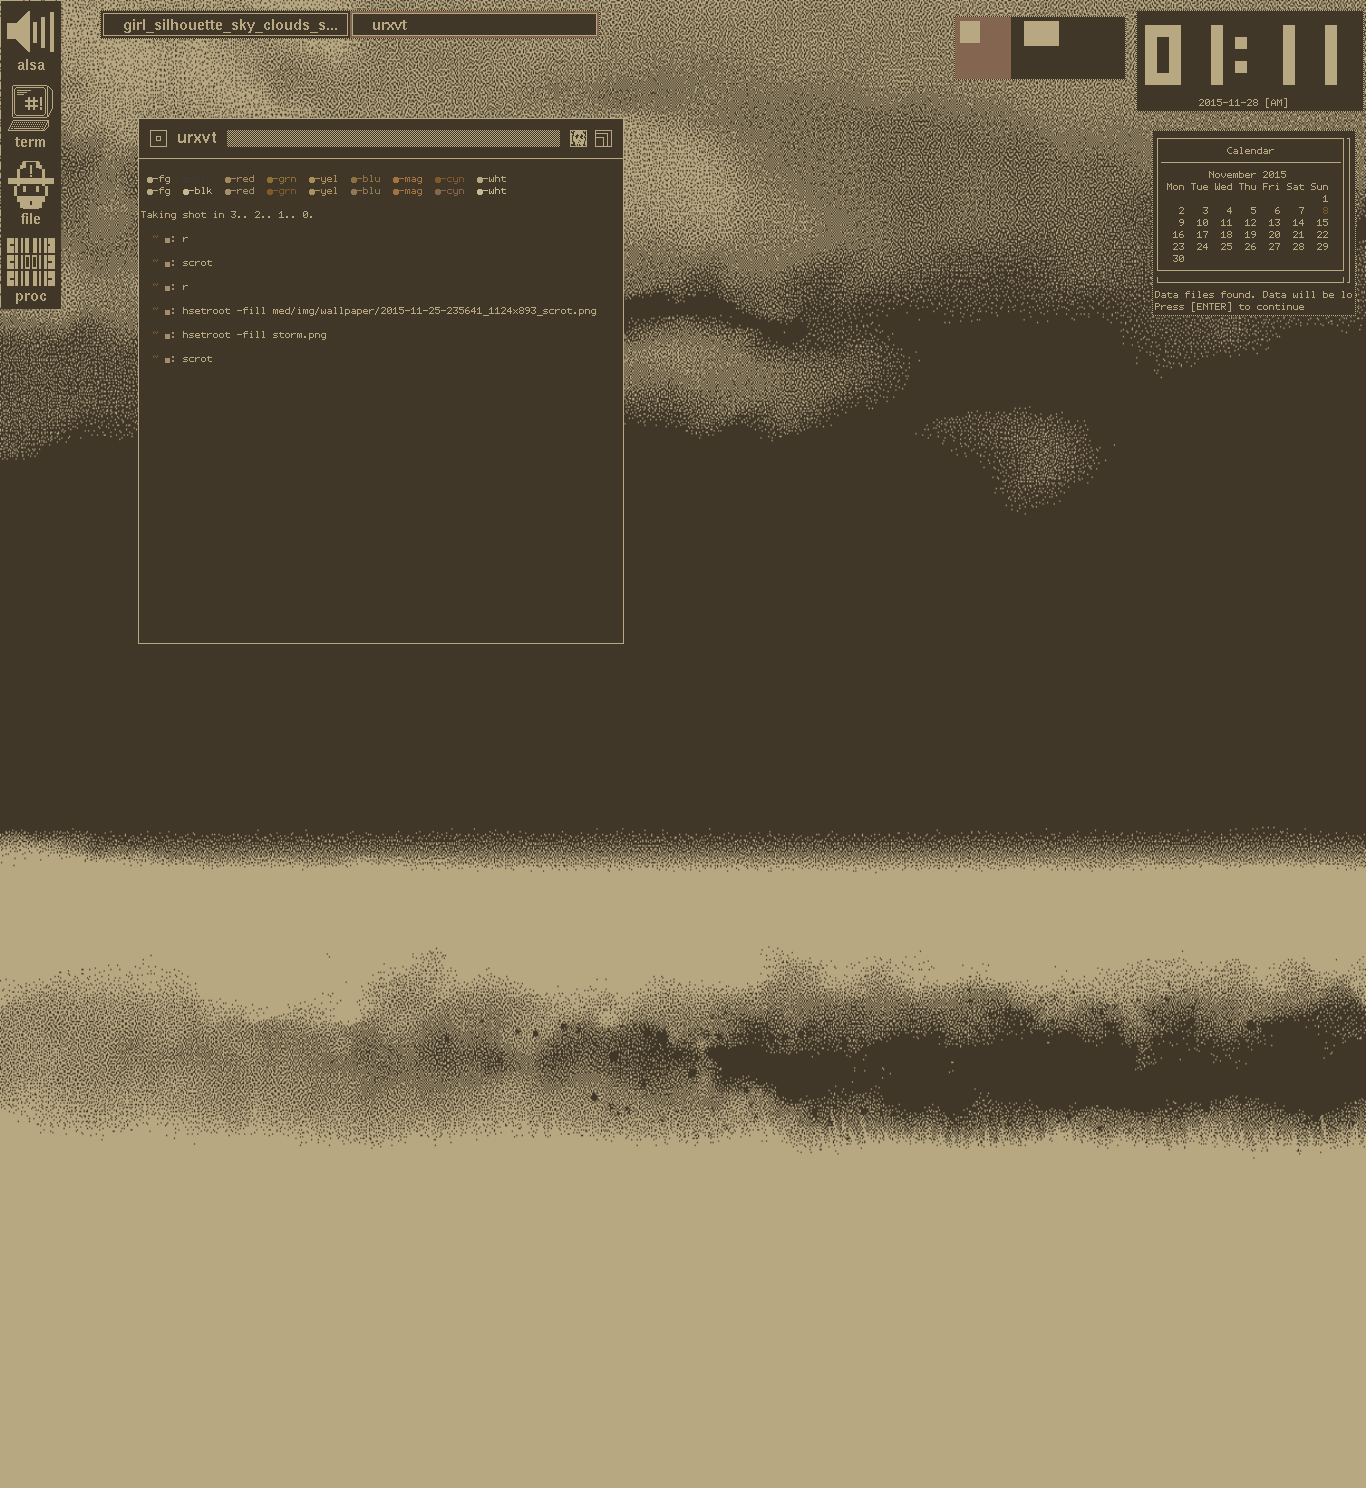 alsa
#!
term
file
proc
girl_silhouette_sky_clouds_s...
urxvt
01:11
2015-11-28 [AM]
urxvt
fg red grn yel blu mag cyn wht
fg blk red grn yel blu mag cyn wht
Taking shot in 3.. 2.. 1.. 0.
~ : r
~ : scrot
~ : r
~ : hsetroot -fill med/img/wallpaper/2015-11-25-235641_1124x893_scrot.png
~ : hsetroot -fill storm.png
~ : scrot
Calendar
November 2015
Mon Tue Wed Thu Fri Sat Sun
1
2 3 4 5 6 7 8
9 10 11 12 13 14 15
16 17 18 19 20 21 22
23 24 25 26 27 28 29
30
Data files found. Data will be lo
Press [ENTER] to continue